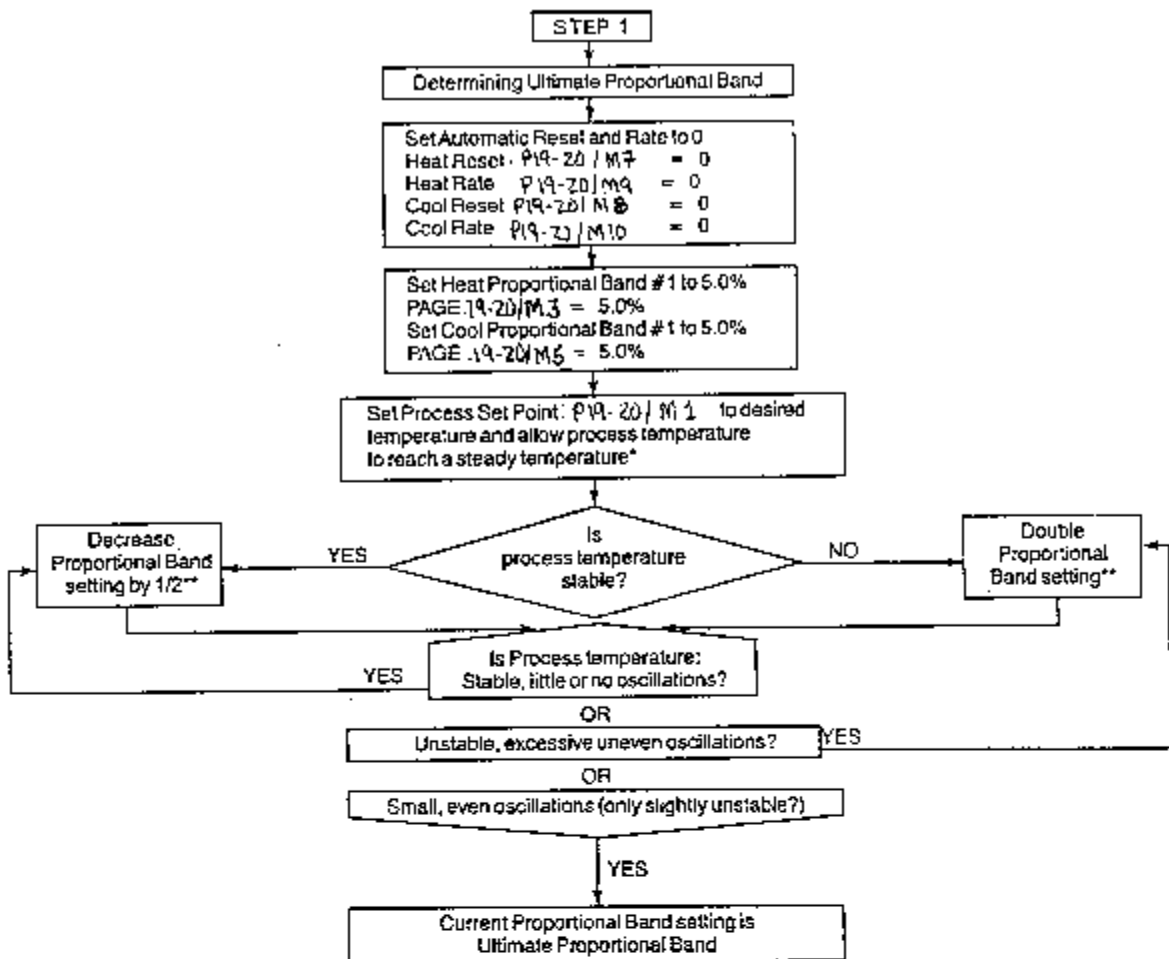 STEP 1
Determining Ultimate Proportional Band
Set Automatic Reset and Rate to 0
Heat Reset: P19-20/M7 = 0
Heat Rate P19-20/M9 = 0
Cool Reset P19-20/M8 = 0
Cool Rate P19-20/M10 = 0
Set Heat Proportional Band #1 to 5.0%
PAGE.19-20/M3 = 5.0%
Set Cool Proportional Band #1 to 5.0%
PAGE.19-20/M5 = 5.0%
Set Process Set Point: P19-20/M1 to desired
temperature and allow process temperature
to reach a steady temperature*
Is
process temperature
stable?
YES
NO
Decrease
Proportional Band
setting by 1/2**
Double
Proportional
Band setting**
Is Process temperature:
Stable, little or no oscillations?
YES
OR
Unstable, excessive uneven oscillations?
YES
OR
Small, even oscillations (only slightly unstable?)
YES
Current Proportional Band setting is
Ultimate Proportional Band